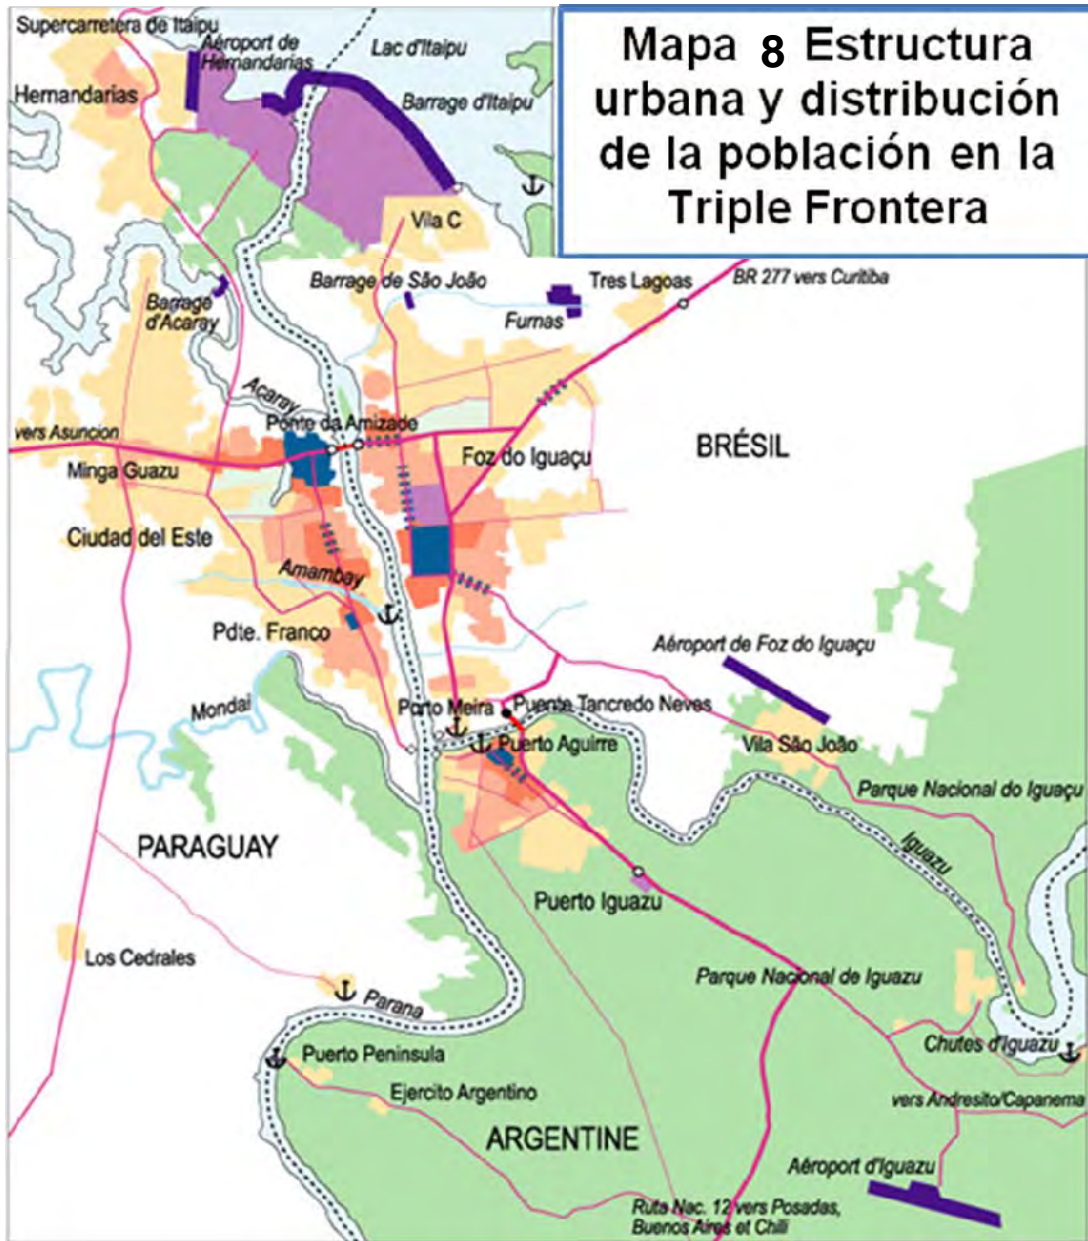 Mapa 8 Estructura
urbana y distribución
de la población en la
Triple Frontera
Supercarretera de Itaipu
Aéroport de
Hernandarias
Lac d'Itaipu
Hernandarias
Barrage d'Itaipu
Vila C
Barrage de São João
Tres Lagoas
BR 277 vers Curitiba
Barrage
d'Acaray
Furnas
Acaray
Ponte da Amizade
vers Asuncion
BRÉSIL
Minga Guazu
Foz do Iguaçu
Ciudad del Este
Amambay
Pdte. Franco
Aéroport de Foz do Iguaçu
Mondai
Porto Meira
Puente Tancredo Neves
Puerto Aguirre
Vila São João
Parque Nacional do Iguaçu
PARAGUAY
Iguazu
Puerto Iguazu
Los Cedrales
Parque Nacional de Iguazu
Parana
Chutes d'Iguazu
Puerto Peninsula
Ejercito Argentino
vers Andresito/Capanema
ARGENTINE
Aéroport d'Iguazu
Ruta Nac. 12 vers Posadas,
Buenos Aires et Chili